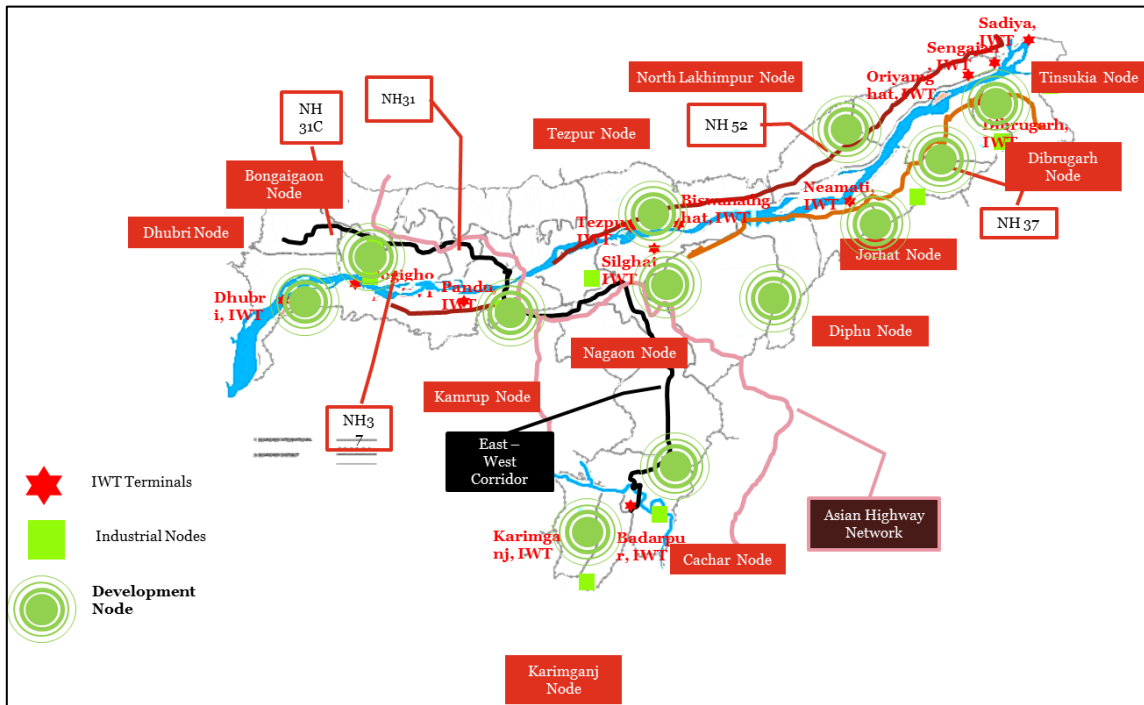 Sadiya,
IWT
Sengajan
, IWT
North Lakhimpur Node
Oriyamg
hat, IWT
Tinsukia Node
NH
31C
NH31
Tezpur Node
NH 52
Dibrugarh,
IWT
Dibrugarh
Node
Bongaigaon
Node
Neamati,
IWT
Biswanathg
hat, IWT
Tezpu
IWT
NH 37
Dhubri Node
Jorhat Node
Silghat
IWT
Pandu
IWT
Dhubr
i, IWT
Diphu Node
Nagaon Node
Kamrup Node
NH3
7
East –
West
Corridor
IWT Terminals
Asian Highway
Network
Industrial Nodes
Karimga
nj, IWT
Badarpu
r, IWT
Cachar Node
Development
Node
Karimganj
Node